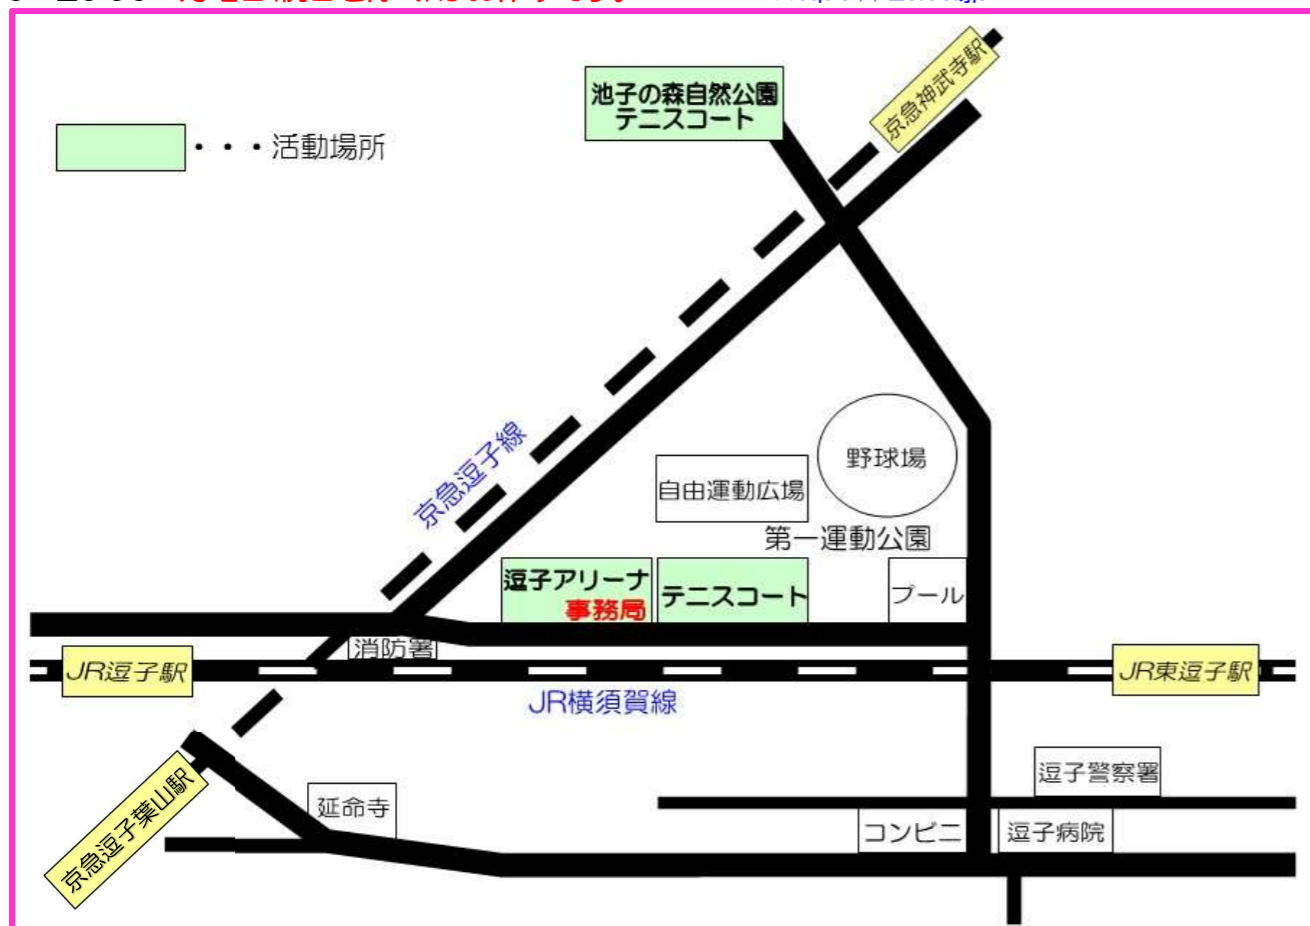 池子の森自然公園
テニスコート
京急神武寺駅
・・・活動場所
京急逗子線
野球場
自由運動広場
第一運動公園
逗子アリーナ
事務局
テニスコート
プール
消防署
JR逗子駅
JR東逗子駅
JR横須賀線
逗子警察署
京急逗子葉山駅
延命寺
コンビニ
逗子病院